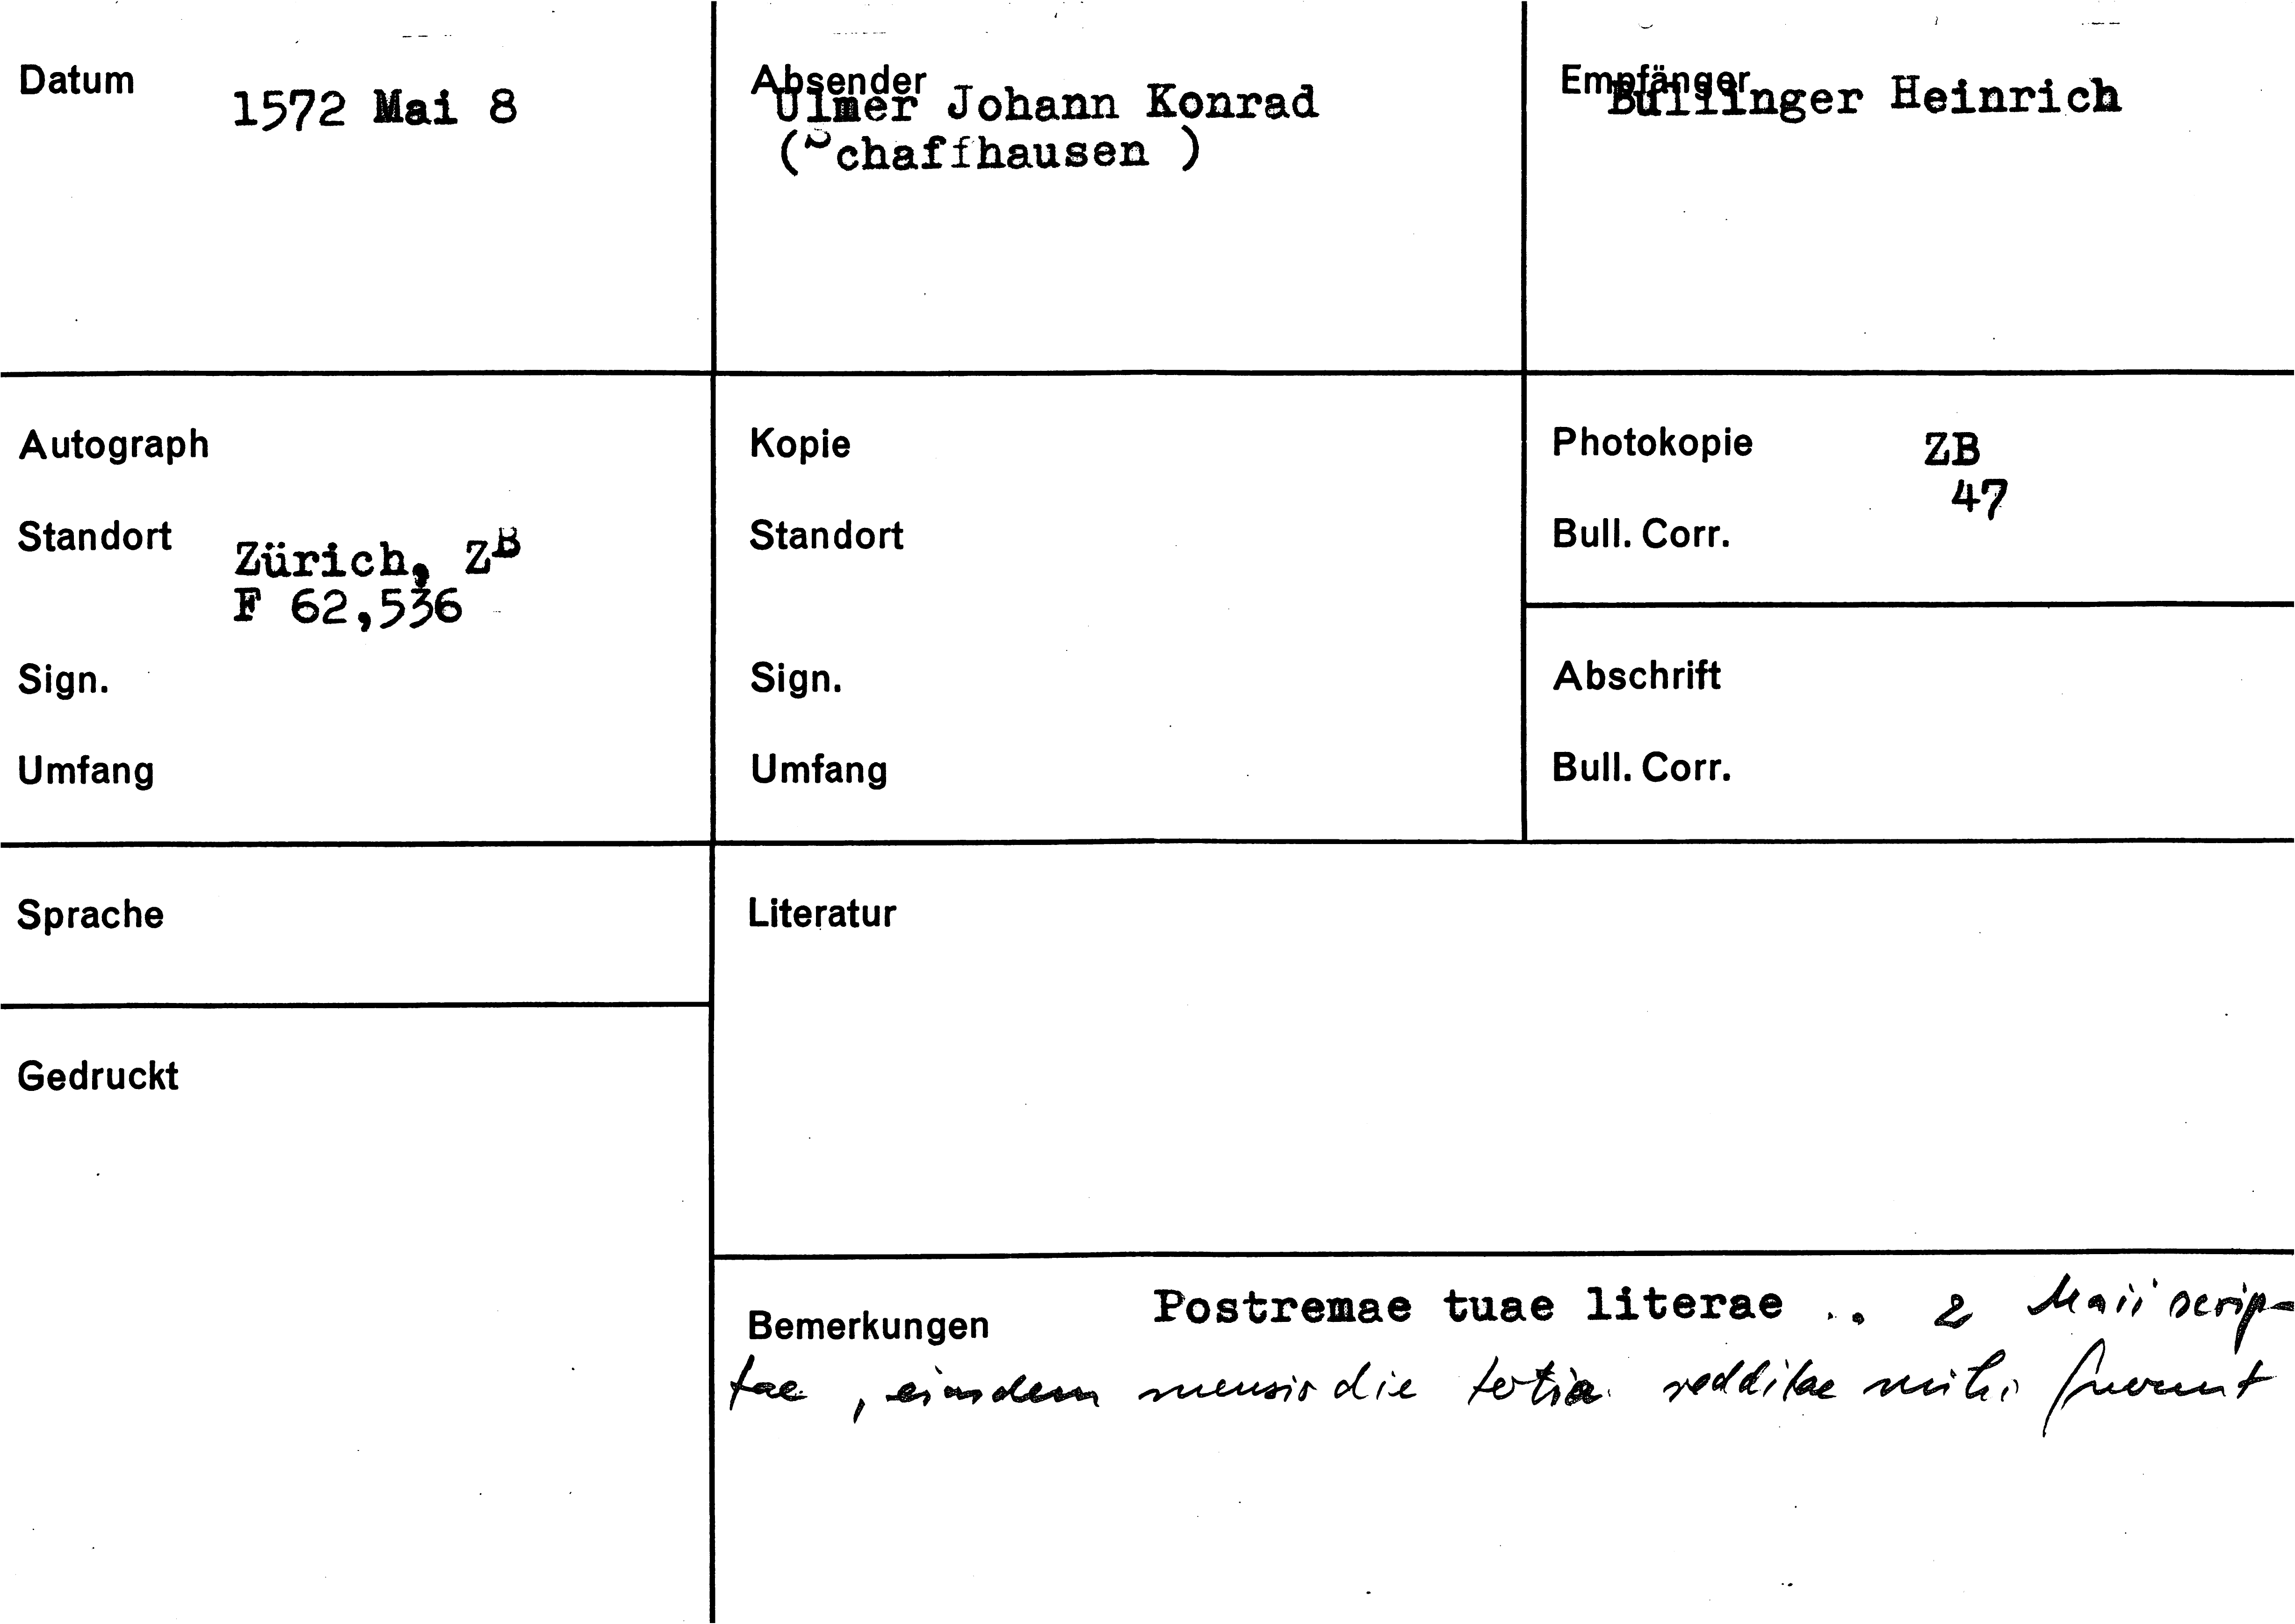 Datum 1572 Mai 8
Absender Ulmer Johann Konrad
(Schaffhausen )
Empfänger Bullinger Heinrich
Autograph
Standort Zürich, ZB
F 62,536
Sign.
Umfang
Kopie
Standort
Sign.
Umfang
Photokopie ZB
47
Bull. Corr.
Abschrift
Bull. Corr.
Sprache
Literatur
Gedruckt
Bemerkungen Postremae tuae literae .. 2 Maii scrip-
tae, eiusdem mensis die tertia redditae mihi fuerunt